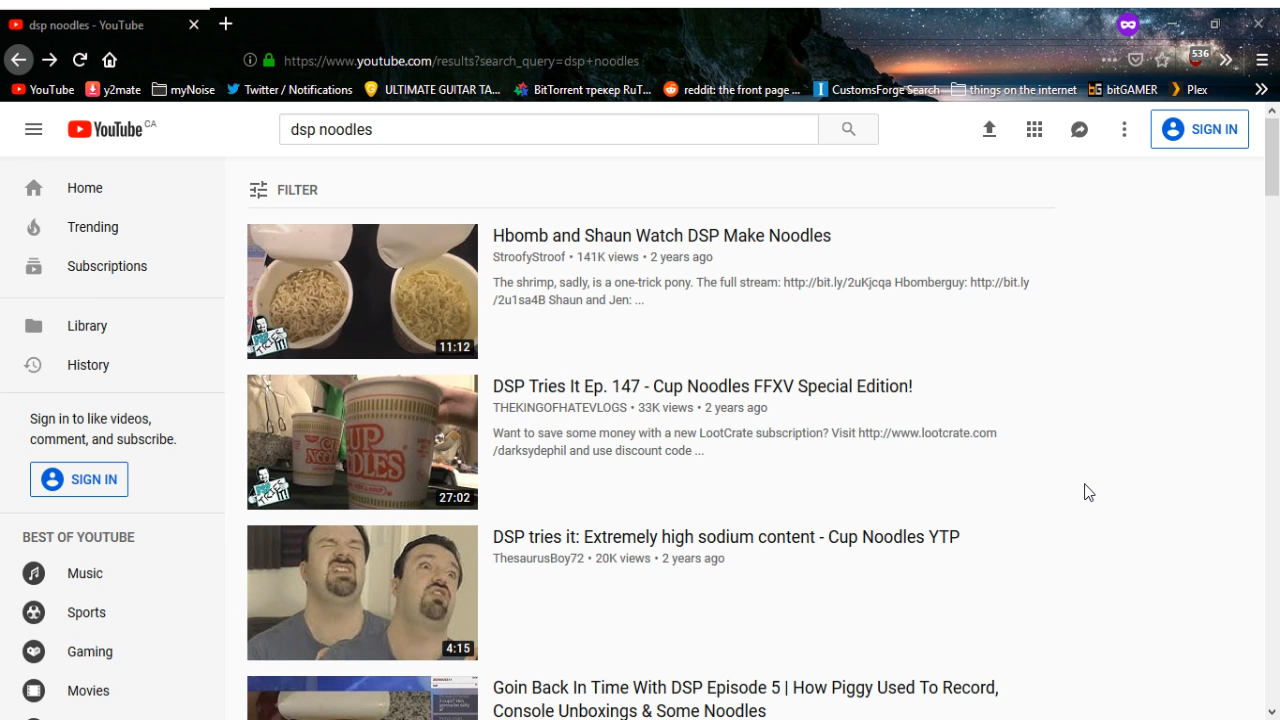 dsp noodles - YouTube
https://www.youtube.com/results?search_query=dsp+noodles
536
YouTube
y2mate
myNoise
Twitter / Notifications
ULTIMATE GUITAR TA...
BitTorrent трекер RuT...
reddit: the front page ...
CustomsForge Search
things on the internet
bitGAMER
Plex
YouTube CA
dsp noodles
SIGN IN
Home
Trending
Subscriptions
Library
History
Sign in to like videos,
comment, and subscribe.
SIGN IN
BEST OF YOUTUBE
Music
Sports
Gaming
Movies
FILTER
DSP TRIES IT!
11:12
Hbomb and Shaun Watch DSP Make Noodles
StroofyStroof • 141K views • 2 years ago
The shrimp, sadly, is a one-trick pony. The full stream: http://bit.ly/2uKjcqa Hbomberguy: http://bit.ly
/2u1sa4B Shaun and Jen: ...
CUP
NOODLES
DSP TRIES IT!
27:02
DSP Tries It Ep. 147 - Cup Noodles FFXV Special Edition!
THEKINGOFHATEVLOGS • 33K views • 2 years ago
Want to save some money with a new LootCrate subscription? Visit http://www.lootcrate.com
/darksydephil and use discount code ...
4:15
DSP tries it: Extremely high sodium content - Cup Noodles YTP
ThesaurusBoy72 • 20K views • 2 years ago
Goin Back In Time With DSP Episode 5 | How Piggy Used To Record,
Console Unboxings & Some Noodles